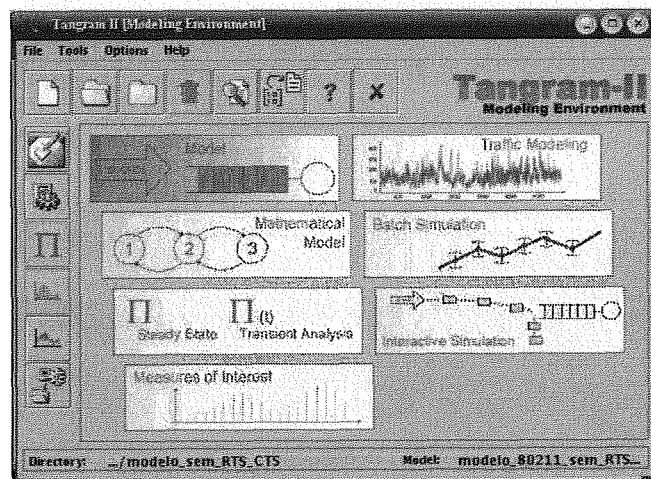 Tangram II [Modeling Environment]
File Tools Options Help
?
Tangram-II
Modeling Environment
Model
Traffic Modeling
1 2 3
Mathematical
Model
Batch Simulation
Π Π (t)
Steady State Transient Analysis
Interactive Simulation
Measures of Interest
Directory: .../modelo_sem_RTS_CTS Model: modelo_80211_sem_RTS...